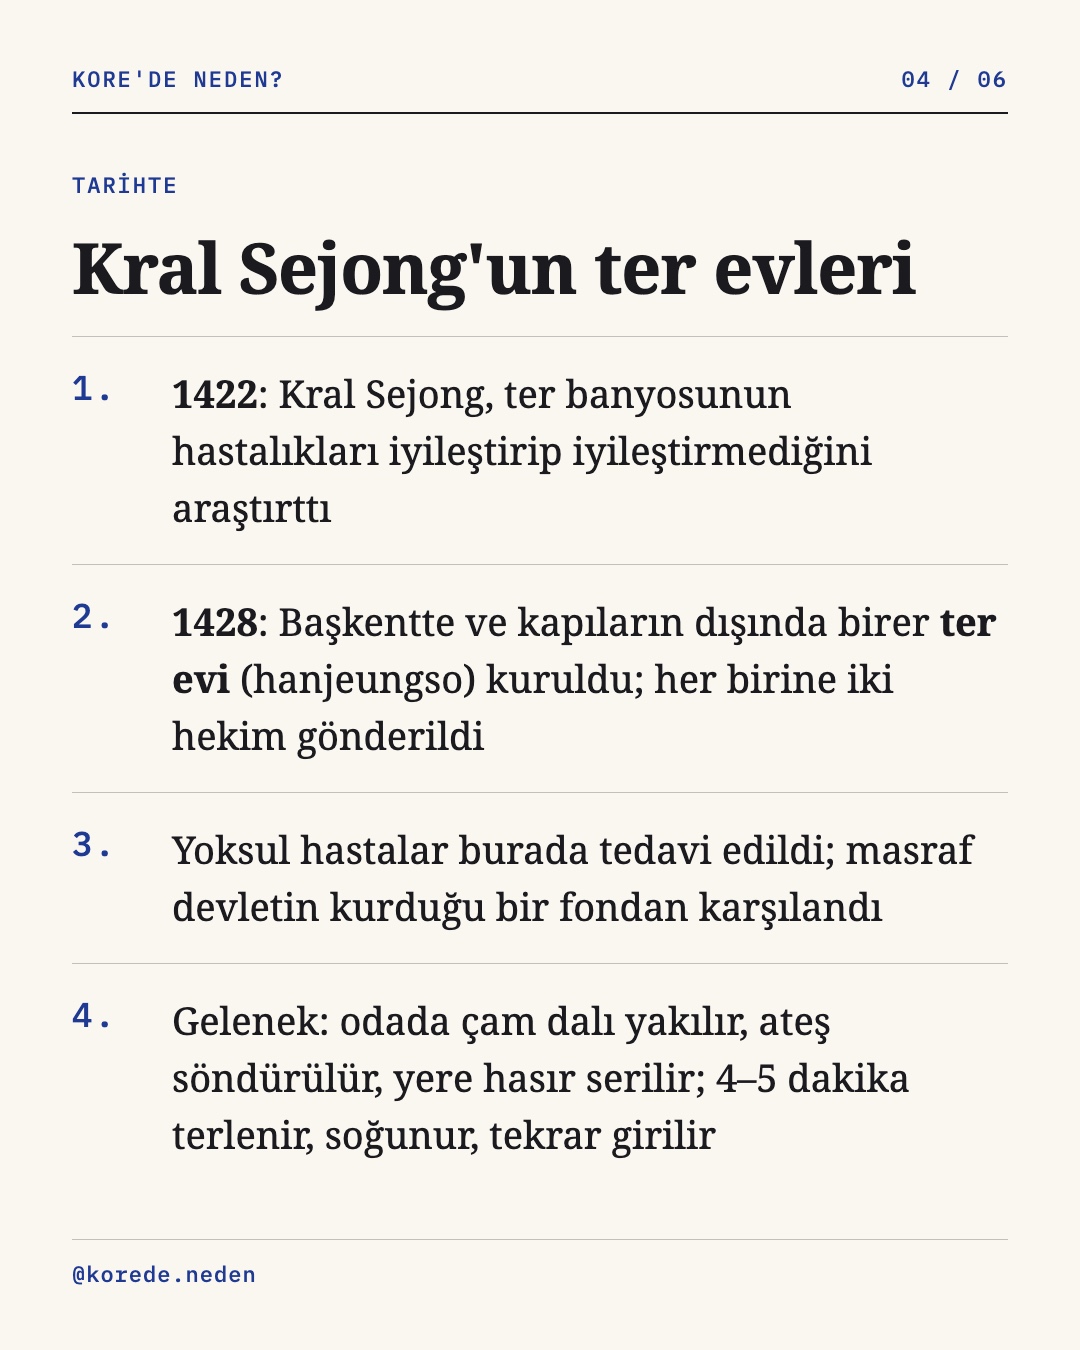 KORE'DE NEDEN?
04 / 06
TARİHTE
Kral Sejong'un ter evleri
1. 1422: Kral Sejong, ter banyosunun
hastalıkları iyileştirip iyileştirmediğini
araştırttı
2. 1428: Başkentte ve kapıların dışında birer ter
evi (hanjeungso) kuruldu; her birine iki
hekim gönderildi
3. Yoksul hastalar burada tedavi edildi; masraf
devletin kurduğu bir fondan karşılandı
4. Gelenek: odada çam dalı yakılır, ateş
söndürülür, yere hasır serilir; 4–5 dakika
terlenir, soğunur, tekrar girilir
@korede.neden